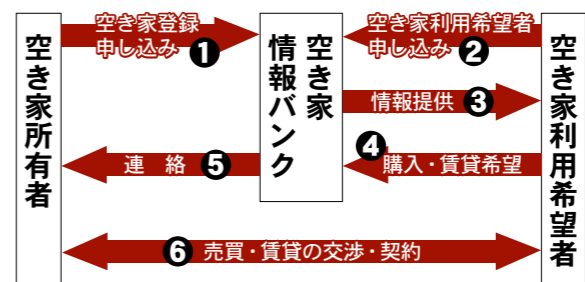 空き家所有者
空き家登録
申し込み ❶
空き家
情報バンク
空き家利用希望者
申し込み ❷
情報提供 ❸
❹ 購入・賃貸希望
連 絡 ❺
❻ 売買・賃貸の交渉・契約
空き家利用希望者